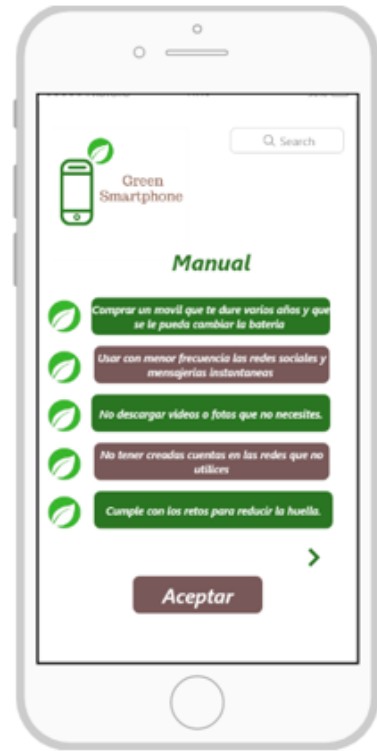 Search
Green
Smartphone
Manual
Comprar un movil que te dure varios años y que
se le pueda cambiar la batería
Usar con menor frecuencia las redes sociales y
mensajerias instantaneas
No descargar videos o fotos que no necesites.
No tener creadas cuentas en las redes que no
utilices
Cumple con los retos para reducir la huella.
Aceptar